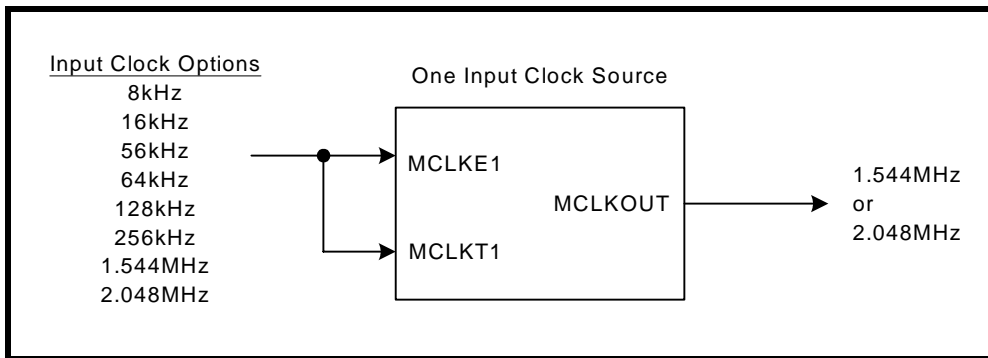 Input Clock Options
8kHz
16kHz
56kHz
64kHz
128kHz
256kHz
1.544MHz
2.048MHz
One Input Clock Source
MCLKE1
MCLKT1
MCLKOUT
1.544MHz
or
2.048MHz